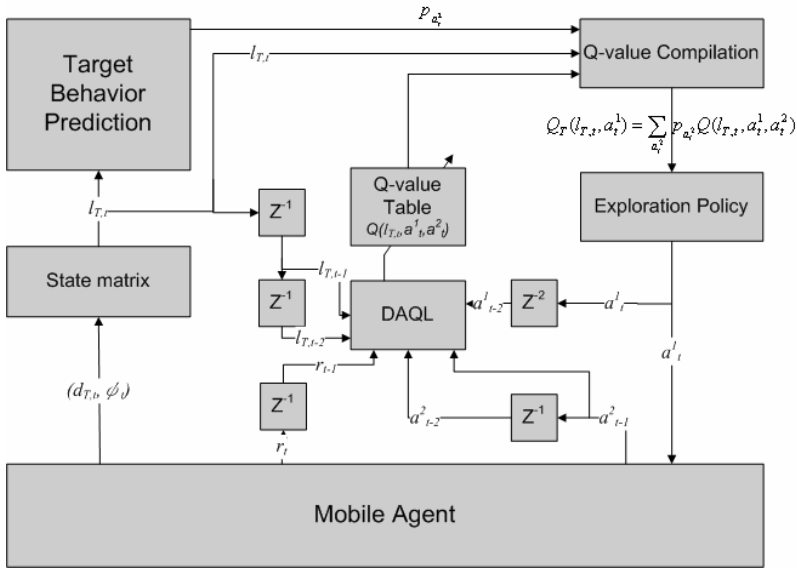 p_{a_t^2}
l_{T,t}
Target
Behavior
Prediction
Q-value Compilation
Q_T(l_{T,t}, a_t^1) = \sum_{a_t^2} p_{a_t^2} Q(l_{T,t}, a_t^1, a_t^2)
Q-value
Table
Q(l_{T,t}, a^1_t, a^2_t)
Exploration Policy
l_{T,t}
Z^{-1}
State matrix
l_{T,t-1}
Z^{-1}
DAQL
a^1_{t-2}
Z^{-2}
a^1_t
l_{T,t-2}
a^1_t
r_{t-1}
(d_{T,t}, ϕ_t)
Z^{-1}
a^2_{t-2}
Z^{-1}
a^2_{t-1}
r_t
Mobile Agent